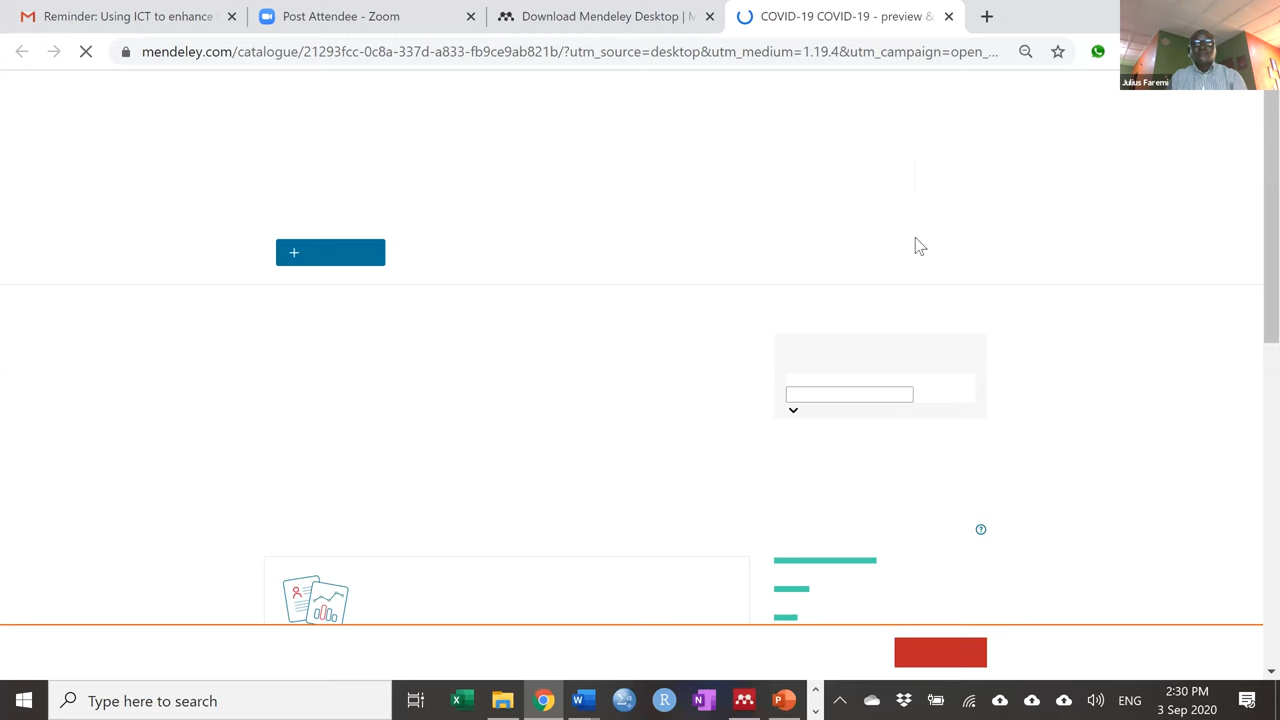 Reminder: Using ICT to enhance
Post Attendee - Zoom
Download Mendeley Desktop | M
COVID-19 COVID-19 - preview &
mendeley.com/catalogue/21293fcc-0c8a-337d-a833-fb9ce9ab821b/?utm_source=desktop&utm_medium=1.19.4&utm_campaign=open_...
Julius Faremi
Type here to search
ENG
2:30 PM
3 Sep 2020